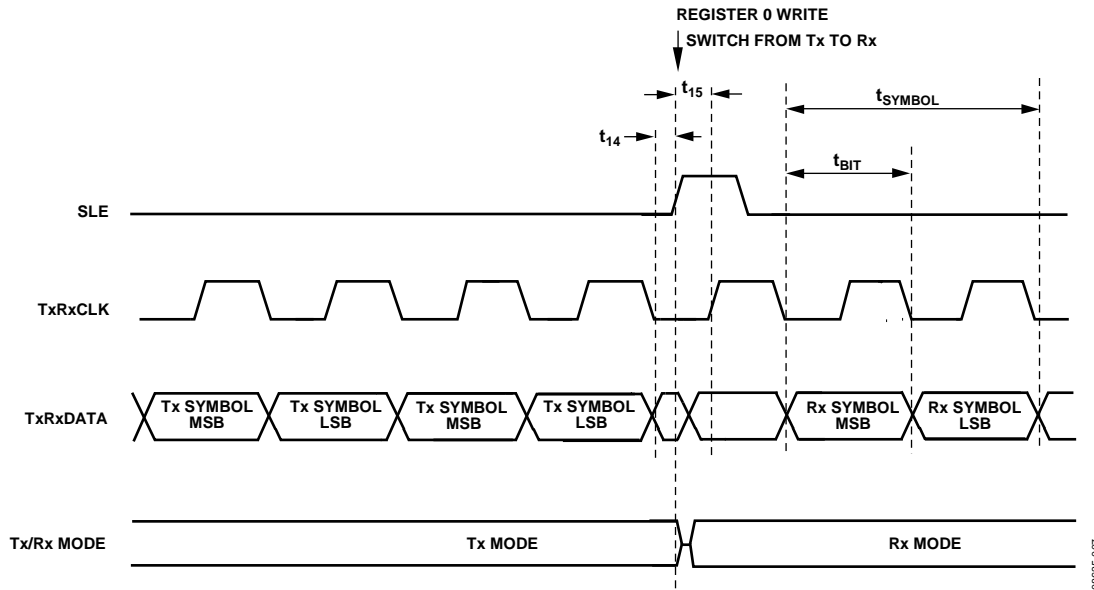 REGISTER 0 WRITE
SWITCH FROM Tx TO Rx
t15
tSYMBOL
t14
tBIT
SLE
TxRxCLK
TxRxDATA
Tx SYMBOL
MSB
Tx SYMBOL
LSB
Tx SYMBOL
MSB
Tx SYMBOL
LSB
Rx SYMBOL
MSB
Rx SYMBOL
LSB
Tx/Rx MODE
Tx MODE
Rx MODE